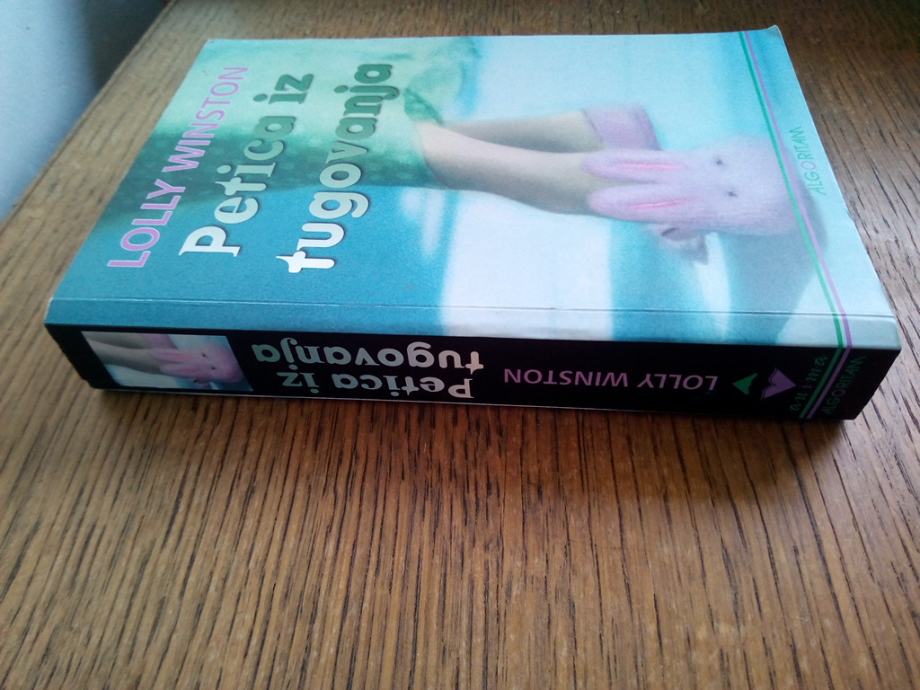 LOLLY WINSTON
Petica iz
tugovanja
ALGORITAM
Petica iz
tugovanja
LOLLY WINSTON
ALGORITAM